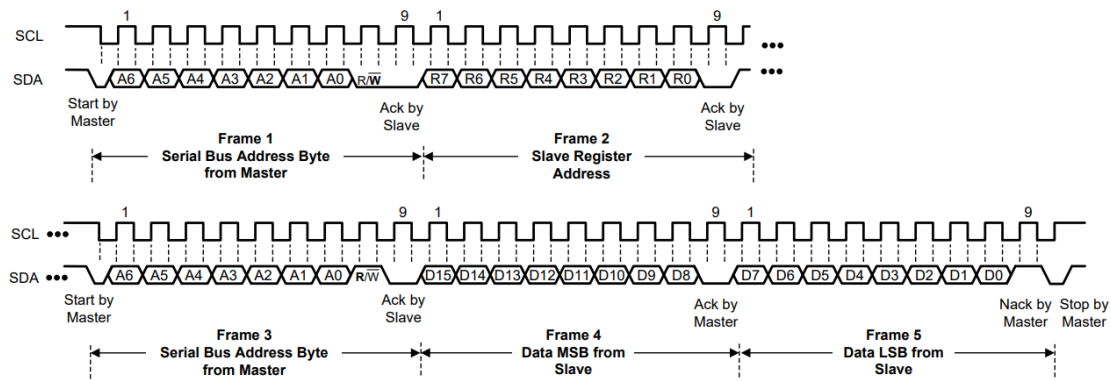 1 9 1 9
SCL
•••
SDA A6 A5 A4 A3 A2 A1 A0 R/W̅ R7 R6 R5 R4 R3 R2 R1 R0 •••
Start by
Master
Ack by
Slave
Ack by
Slave
Frame 1
Serial Bus Address Byte
from Master
Frame 2
Slave Register
Address
1 9 1 9 1 9
SCL •••
SDA ••• A6 A5 A4 A3 A2 A1 A0 R/W̅ D15 D14 D13 D12 D11 D10 D9 D8 D7 D6 D5 D4 D3 D2 D1 D0
Start by
Master
Ack by
Slave
Ack by
Master
Nack by
Master
Stop by
Master
Frame 3
Serial Bus Address Byte
from Master
Frame 4
Data MSB from
Slave
Frame 5
Data LSB from
Slave